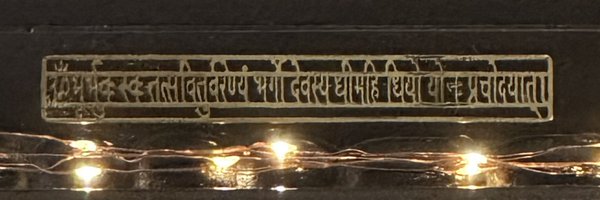 ॐ भूर्भुवः स्वः तत्सवितुर्वरेण्यं भर्गो देवस्य धीमहि धियो यो नः प्रचोदयात्॥